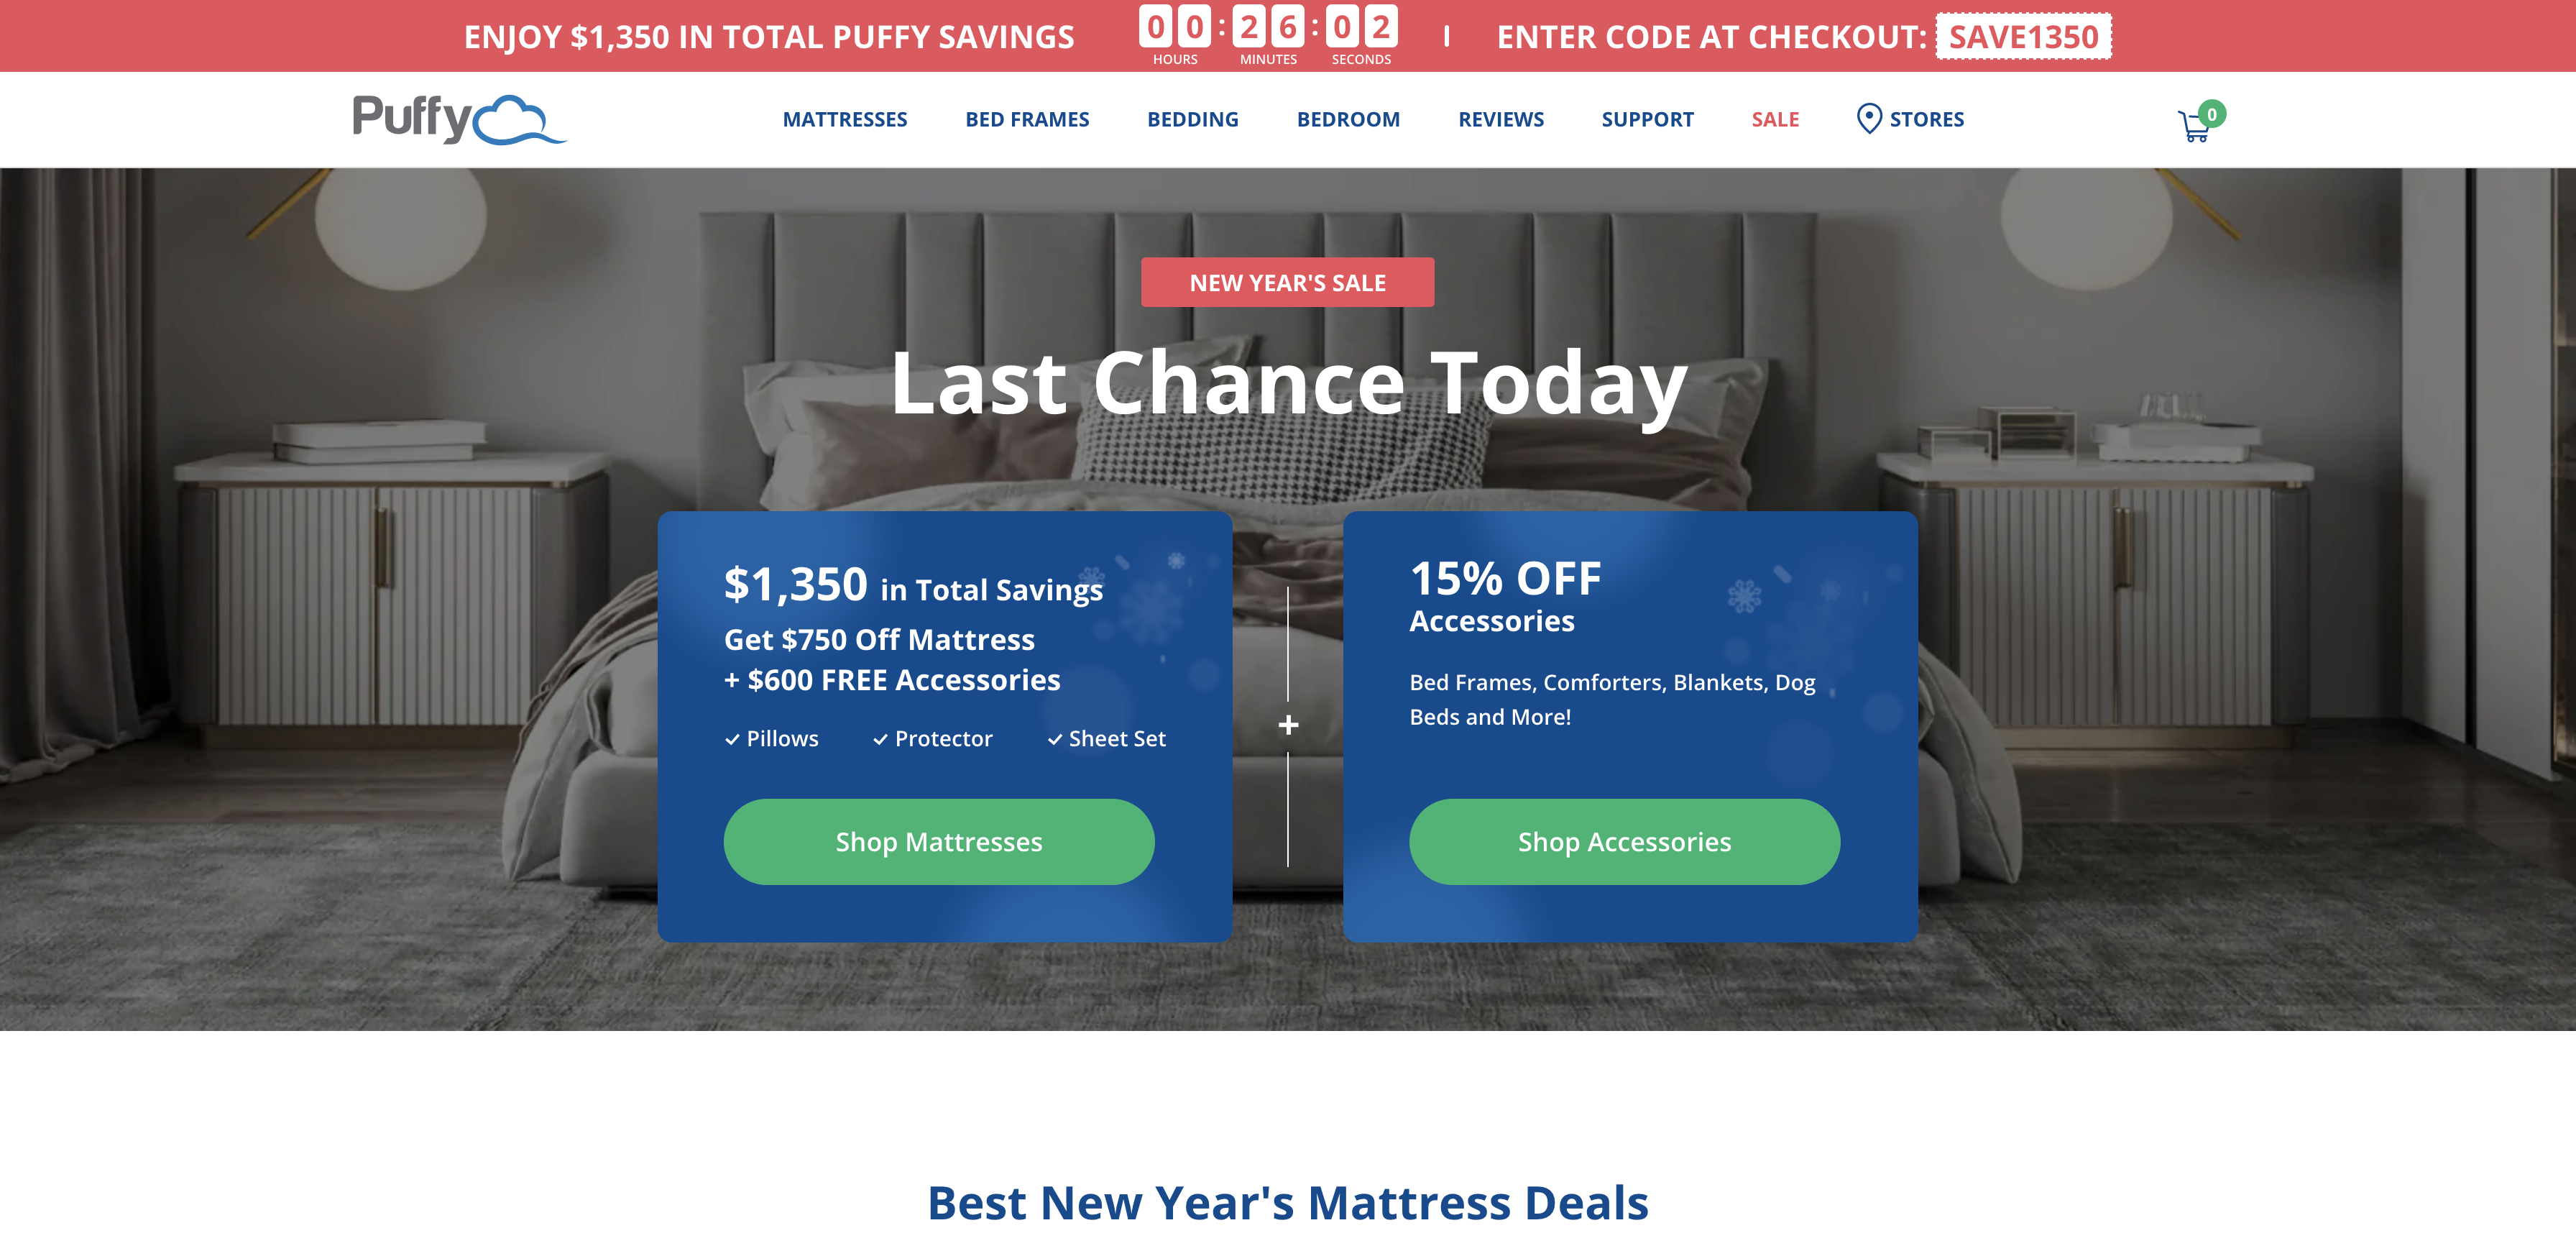 ENJOY $1,350 IN TOTAL PUFFY SAVINGS
00 : 26 : 02
HOURS MINUTES SECONDS
ENTER CODE AT CHECKOUT: SAVE1350
Puffy
MATTRESSES BED FRAMES BEDDING BEDROOM REVIEWS SUPPORT SALE STORES
0
NEW YEAR'S SALE
Last Chance Today
$1,350 in Total Savings
Get $750 Off Mattress
+ $600 FREE Accessories
Pillows Protector Sheet Set
Shop Mattresses
+
15% OFF
Accessories
Bed Frames, Comforters, Blankets, Dog
Beds and More!
Shop Accessories
Best New Year's Mattress Deals